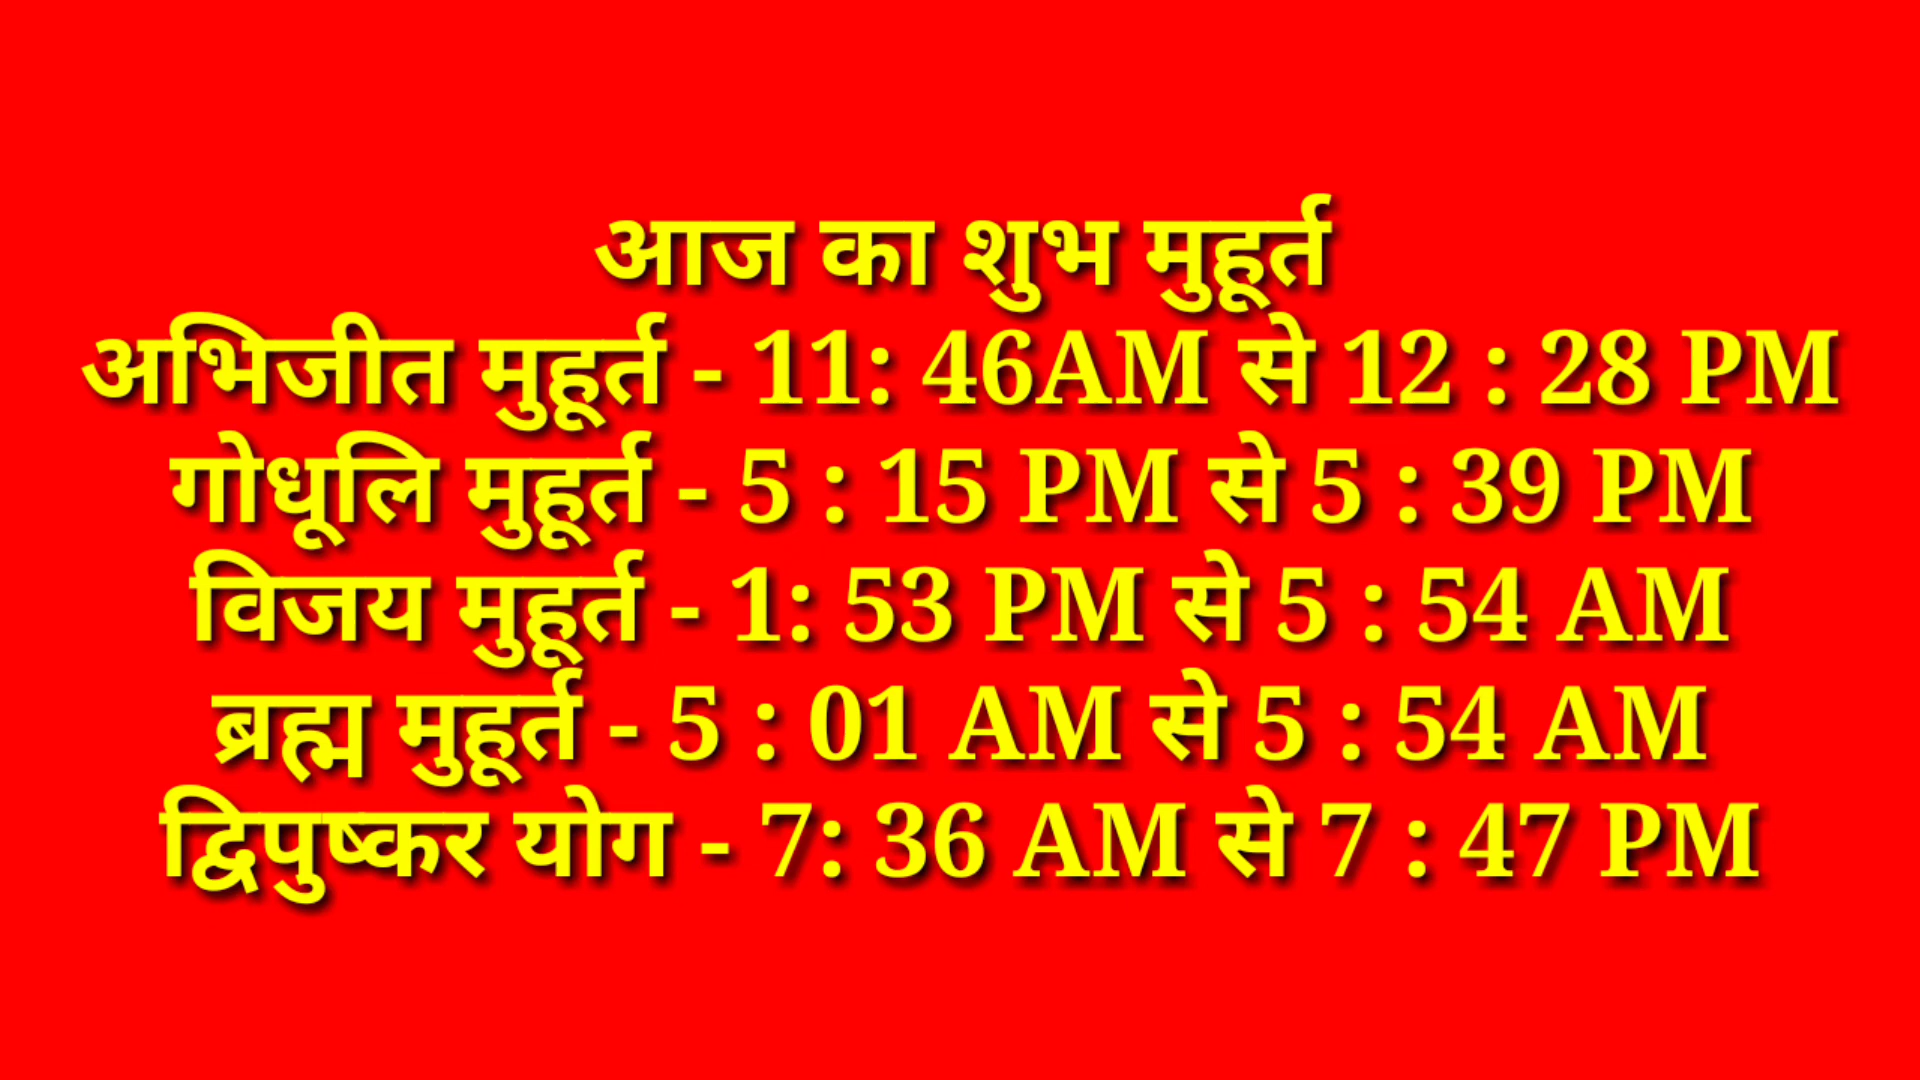 आज का शुभ मुहूर्त
अभिजीत मुहूर्त - 11: 46AM से 12 : 28 PM
गोधूलि मुहूर्त - 5 : 15 PM से 5 : 39 PM
विजय मुहूर्त - 1: 53 PM से 5 : 54 AM
ब्रह्म मुहूर्त - 5 : 01 AM से 5 : 54 AM
द्विपुष्कर योग - 7: 36 AM से 7 : 47 PM